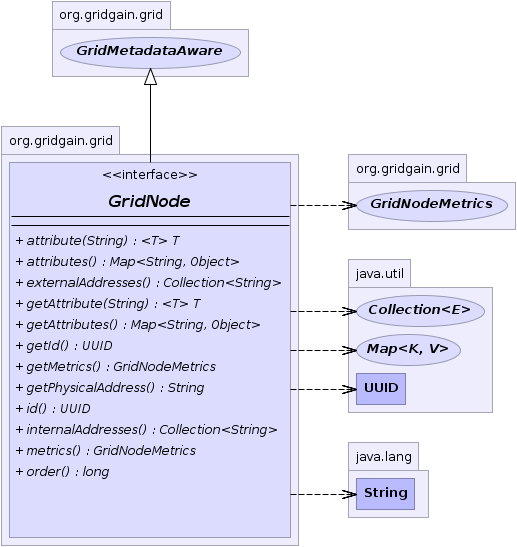 org.gridgain.grid
GridMetadataAware
org.gridgain.grid
<<interface>>
GridNode
+ attribute(String) : <T> T
+ attributes() : Map<String, Object>
+ externalAddresses() : Collection<String>
+ getAttribute(String) : <T> T
+ getAttributes() : Map<String, Object>
+ getId() : UUID
+ getMetrics() : GridNodeMetrics
+ getPhysicalAddress() : String
+ id() : UUID
+ internalAddresses() : Collection<String>
+ metrics() : GridNodeMetrics
+ order() : long
org.gridgain.grid
GridNodeMetrics
java.util
Collection<E>
Map<K, V>
UUID
java.lang
String